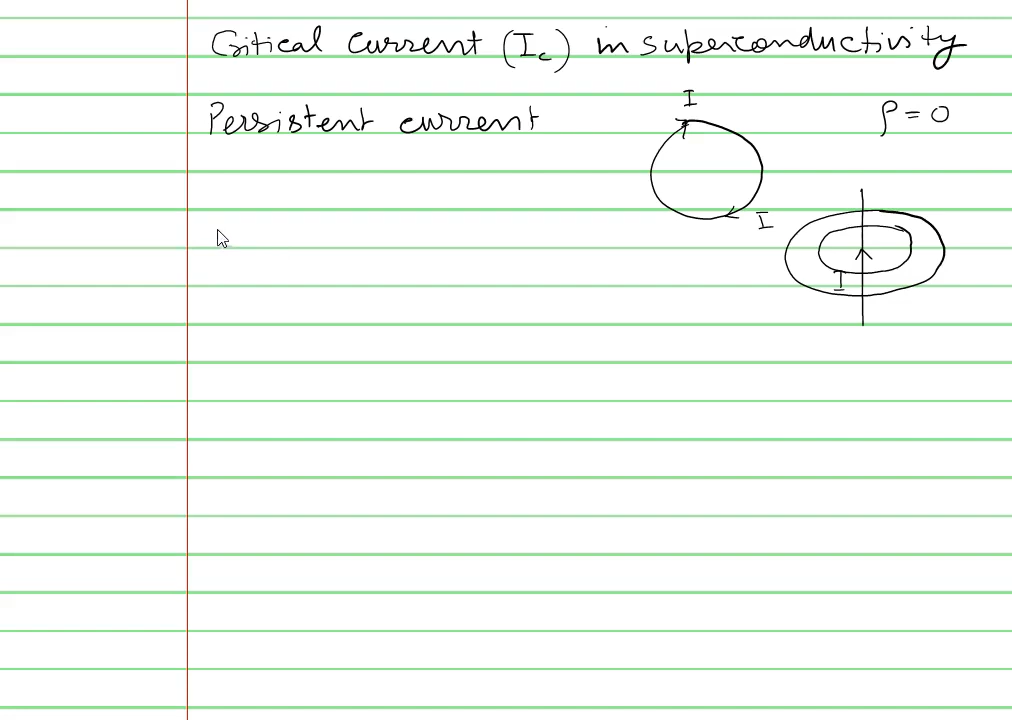 Critical current (Ic) in superconductivity
Persistent current
I
ρ = 0
I
I